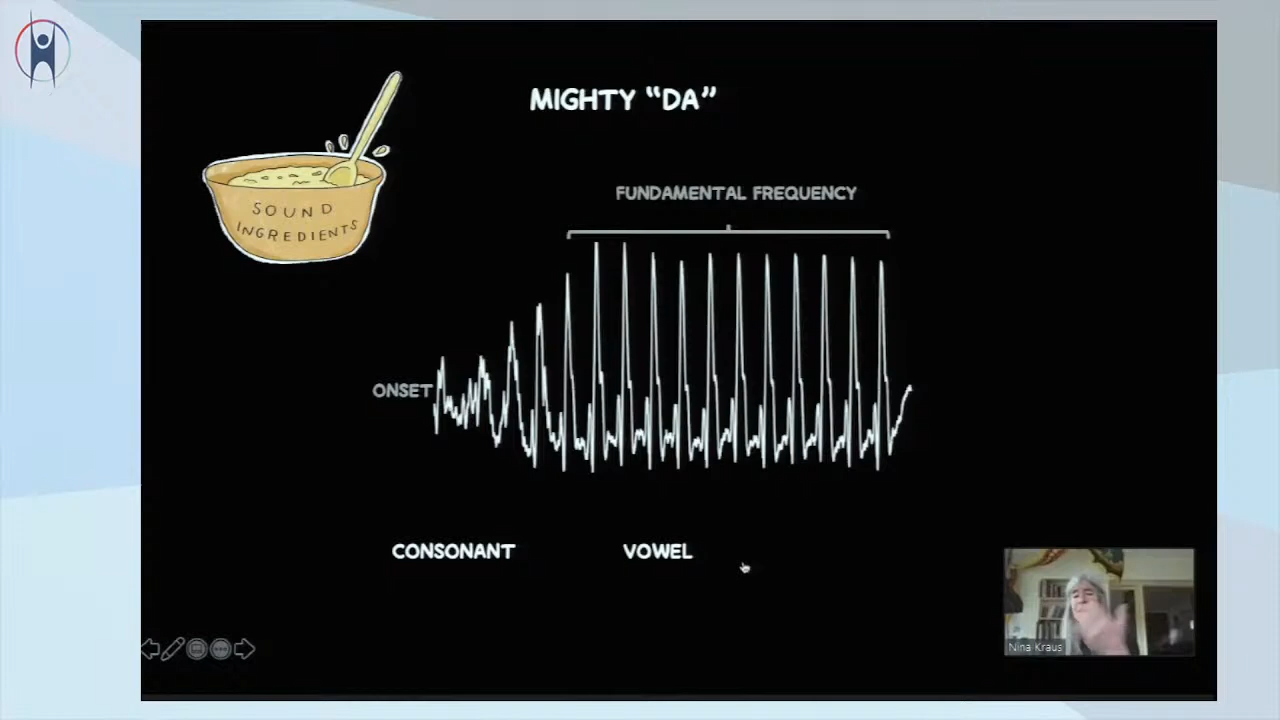 MIGHTY “DA”
SOUND
INGREDIENTS
FUNDAMENTAL FREQUENCY
ONSET
CONSONANT
VOWEL
Nina Kraus